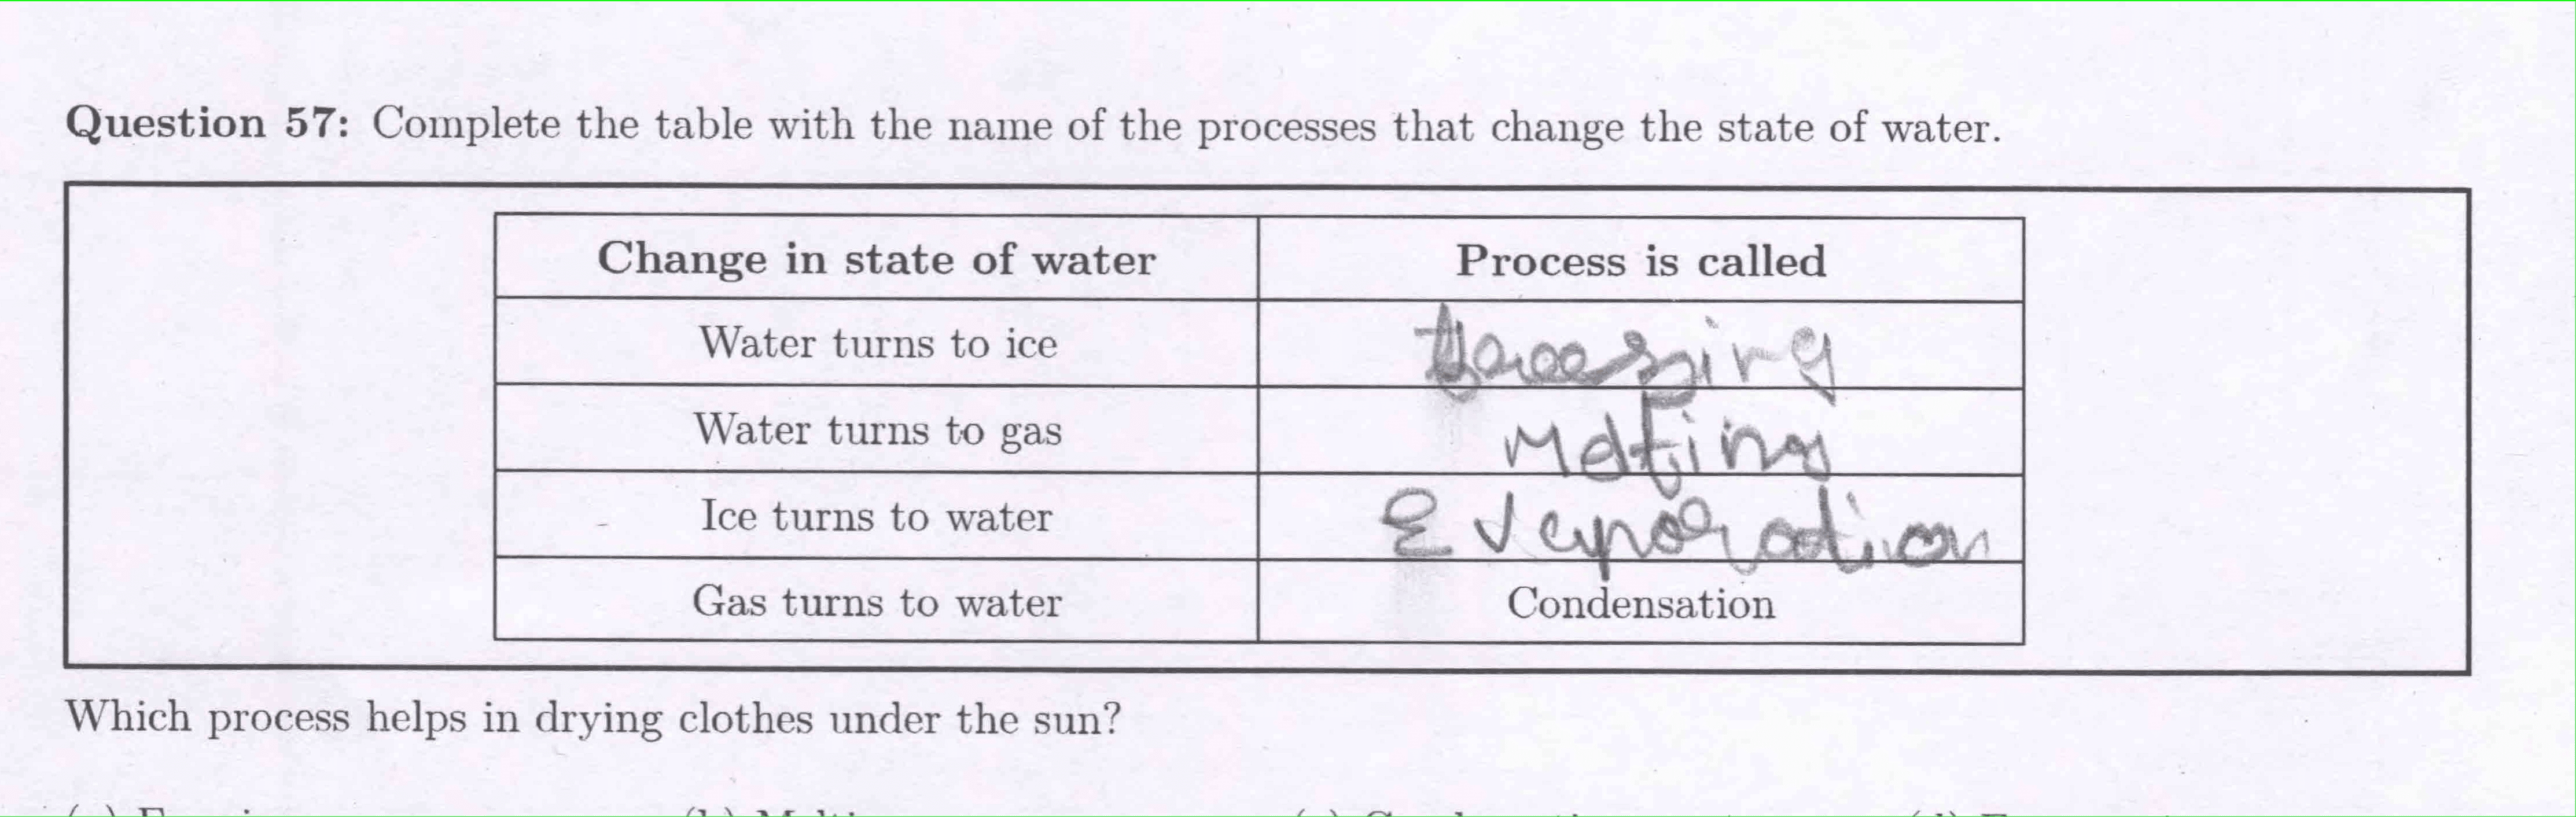 Question 57: Complete the table with the name of the processes that change the state of water.
Change in state of water Process is called
Water turns to ice
Water turns to gas Melting
Ice turns to water Evaporation
Gas turns to water Condensation
Which process helps in drying clothes under the sun?